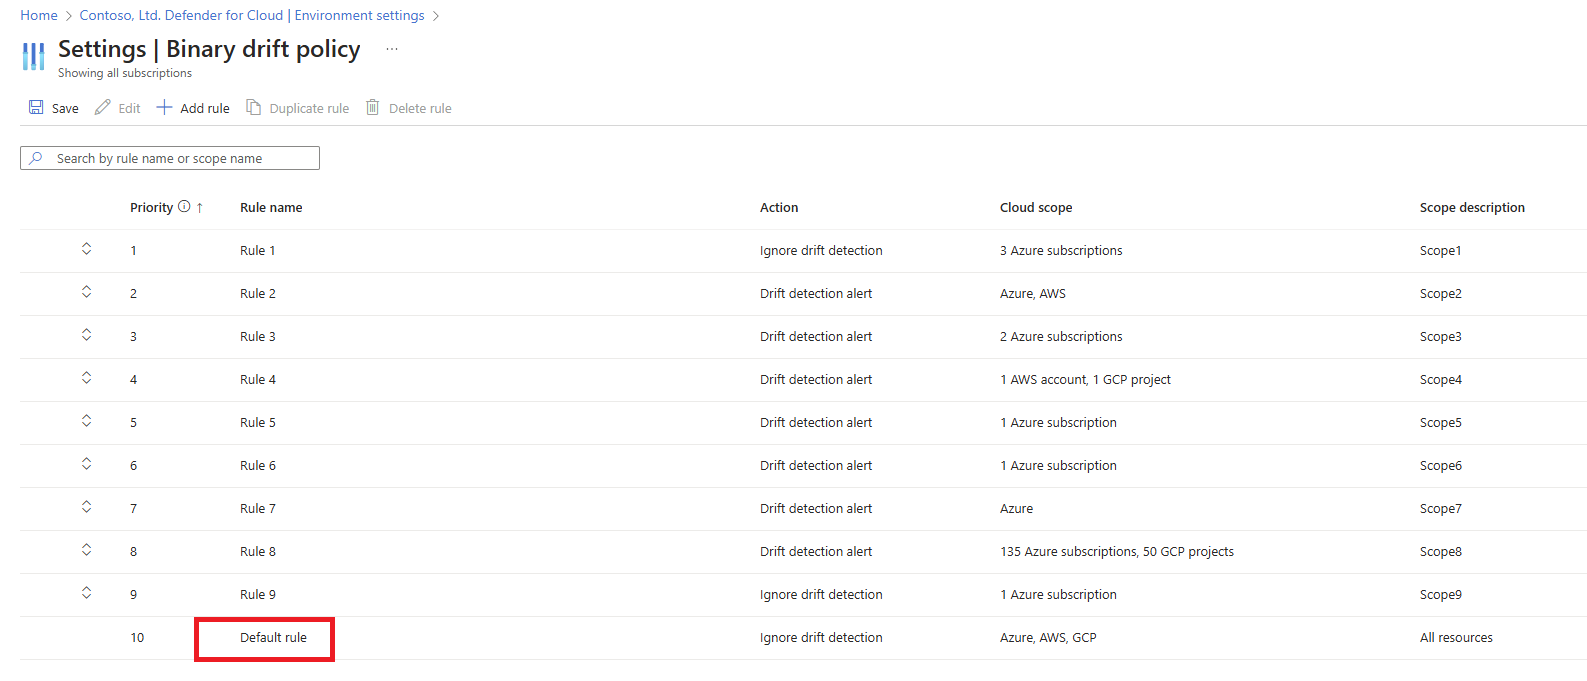 Home > Contoso, Ltd. Defender for Cloud | Environment settings >
Settings | Binary drift policy ...
Showing all subscriptions
Save Edit Add rule Duplicate rule Delete rule
Search by rule name or scope name
Priority ↑ Rule name Action Cloud scope Scope description
1 Rule 1 Ignore drift detection 3 Azure subscriptions Scope1
2 Rule 2 Drift detection alert Azure, AWS Scope2
3 Rule 3 Drift detection alert 2 Azure subscriptions Scope3
4 Rule 4 Drift detection alert 1 AWS account, 1 GCP project Scope4
5 Rule 5 Drift detection alert 1 Azure subscription Scope5
6 Rule 6 Drift detection alert 1 Azure subscription Scope6
7 Rule 7 Drift detection alert Azure Scope7
8 Rule 8 Drift detection alert 135 Azure subscriptions, 50 GCP projects Scope8
9 Rule 9 Ignore drift detection 1 Azure subscription Scope9
10 Default rule Ignore drift detection Azure, AWS, GCP All resources